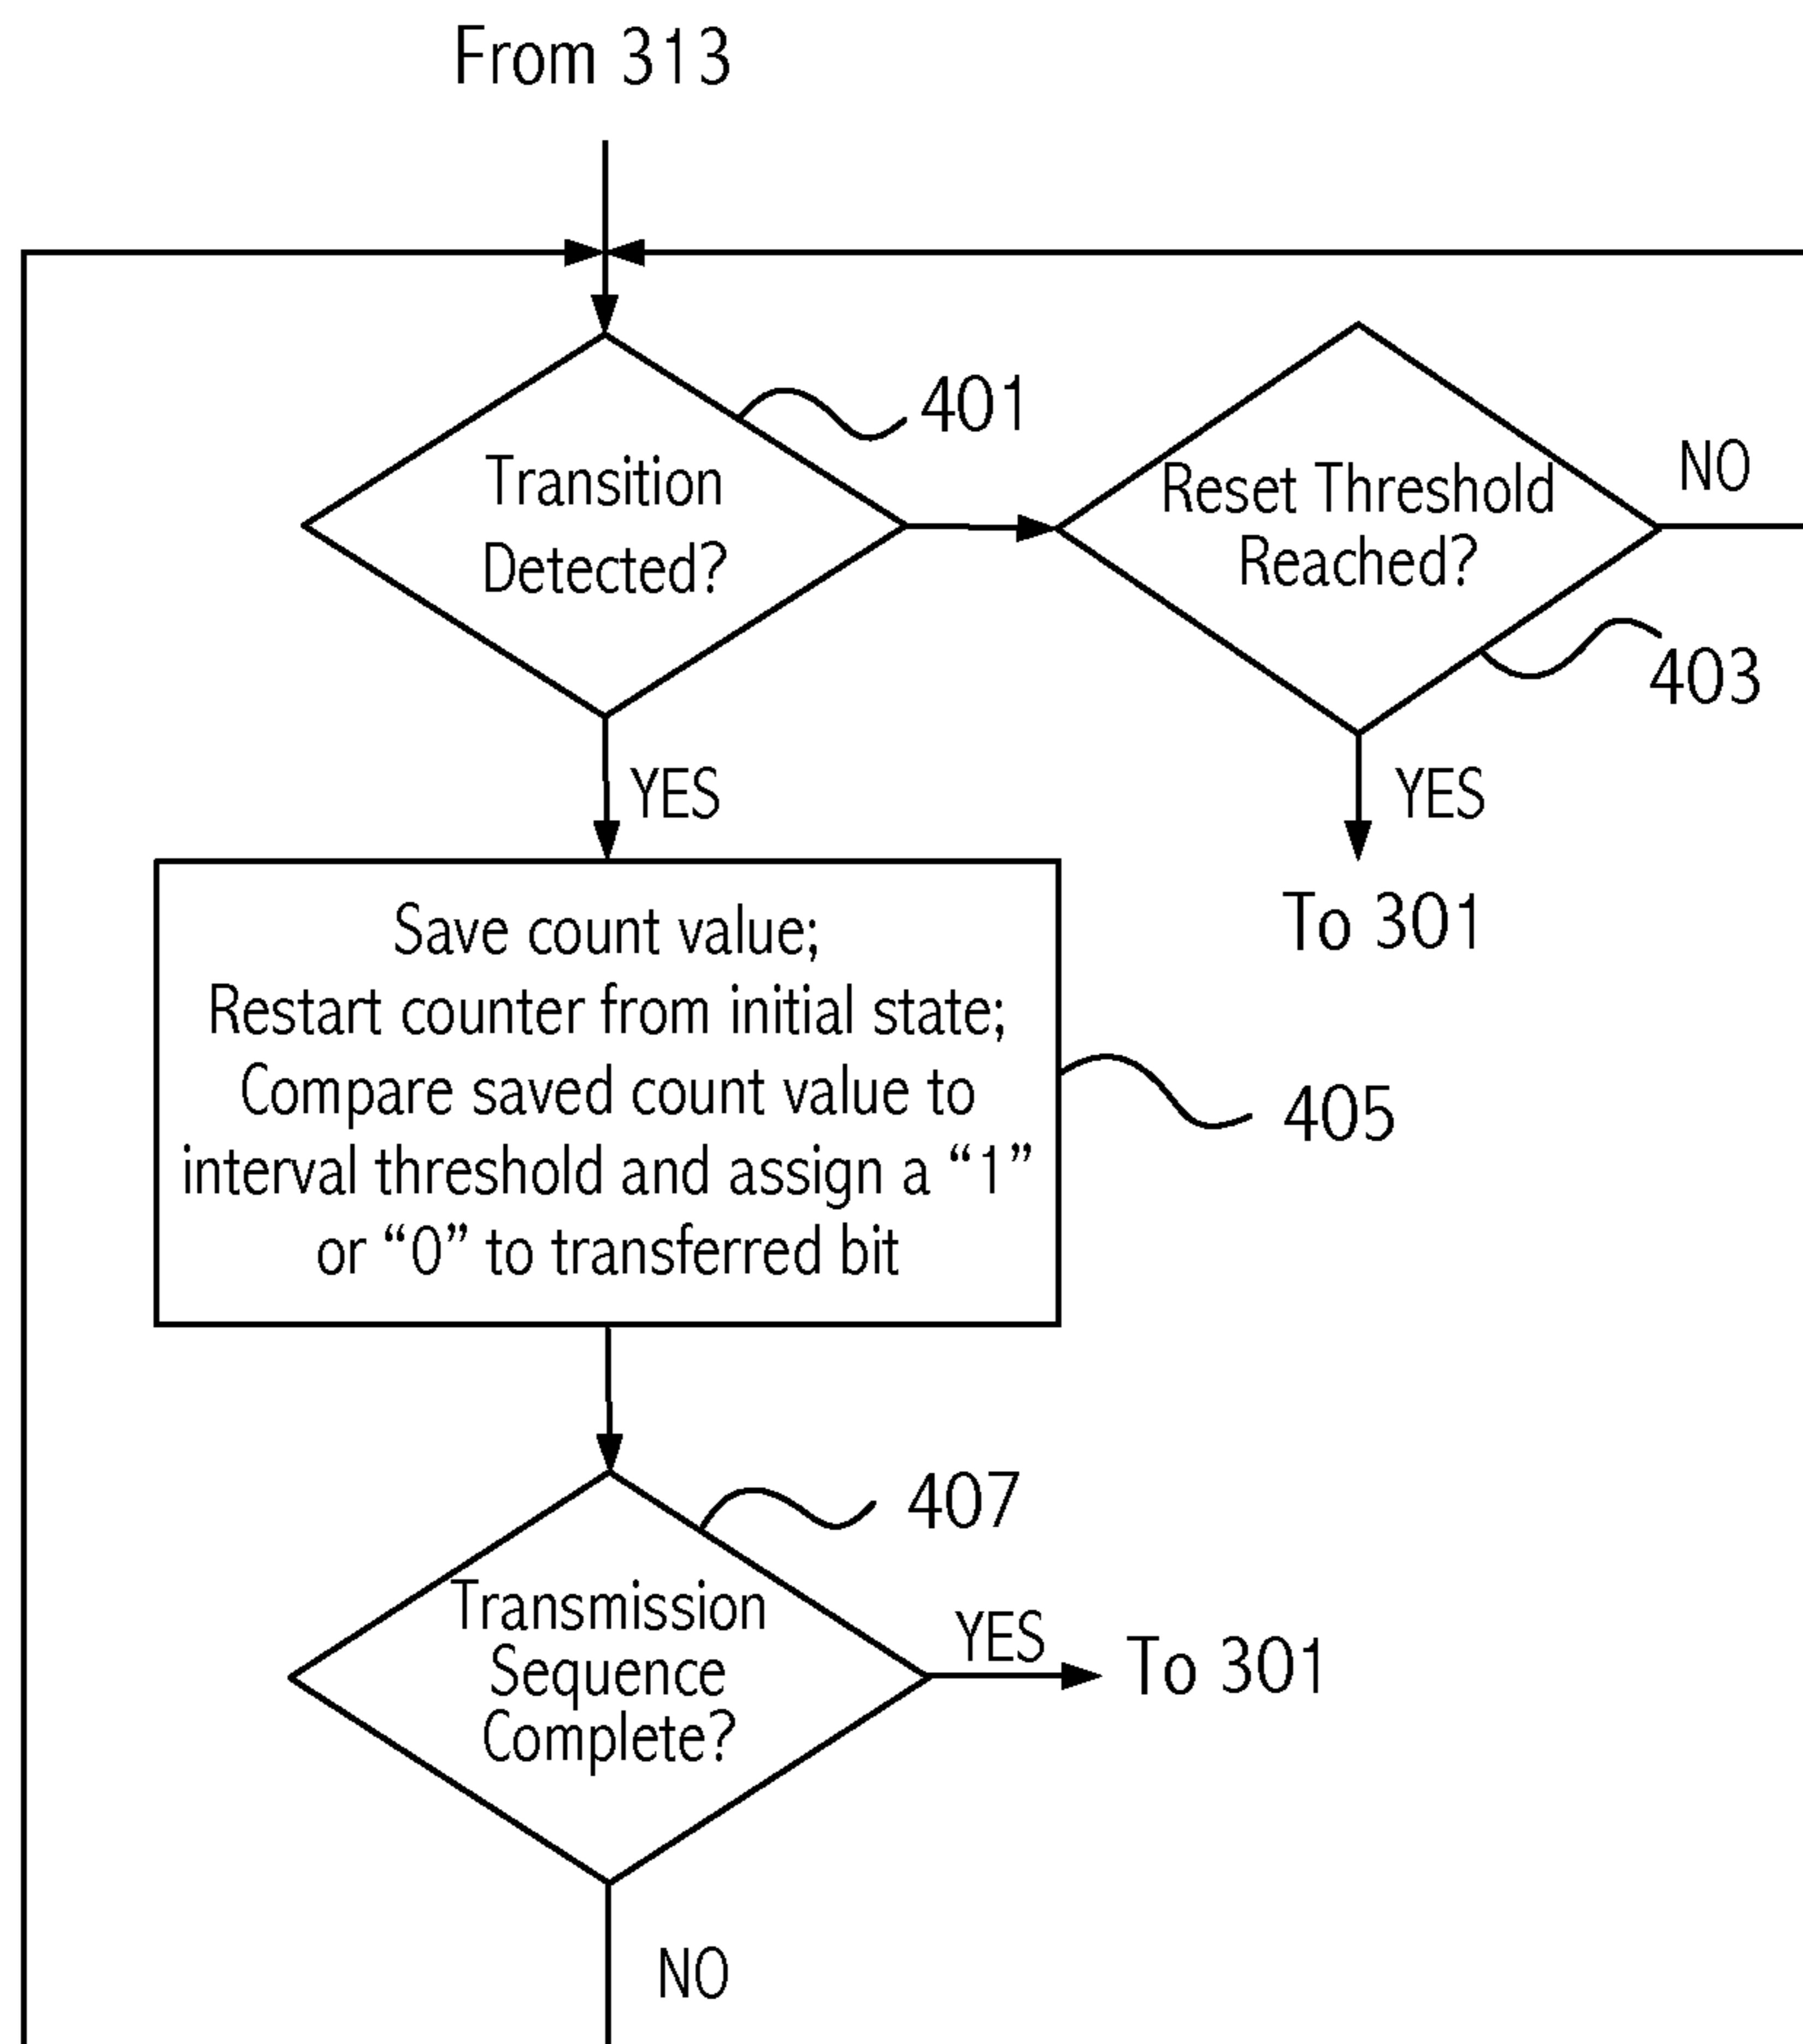 From 313
401
Transition
Detected?
Reset Threshold
Reached?
NO
403
YES
YES
To 301
Save count value;
Restart counter from initial state;
Compare saved count value to
interval threshold and assign a “1”
or “0” to transferred bit
405
407
Transmission
Sequence
Complete?
YES
To 301
NO